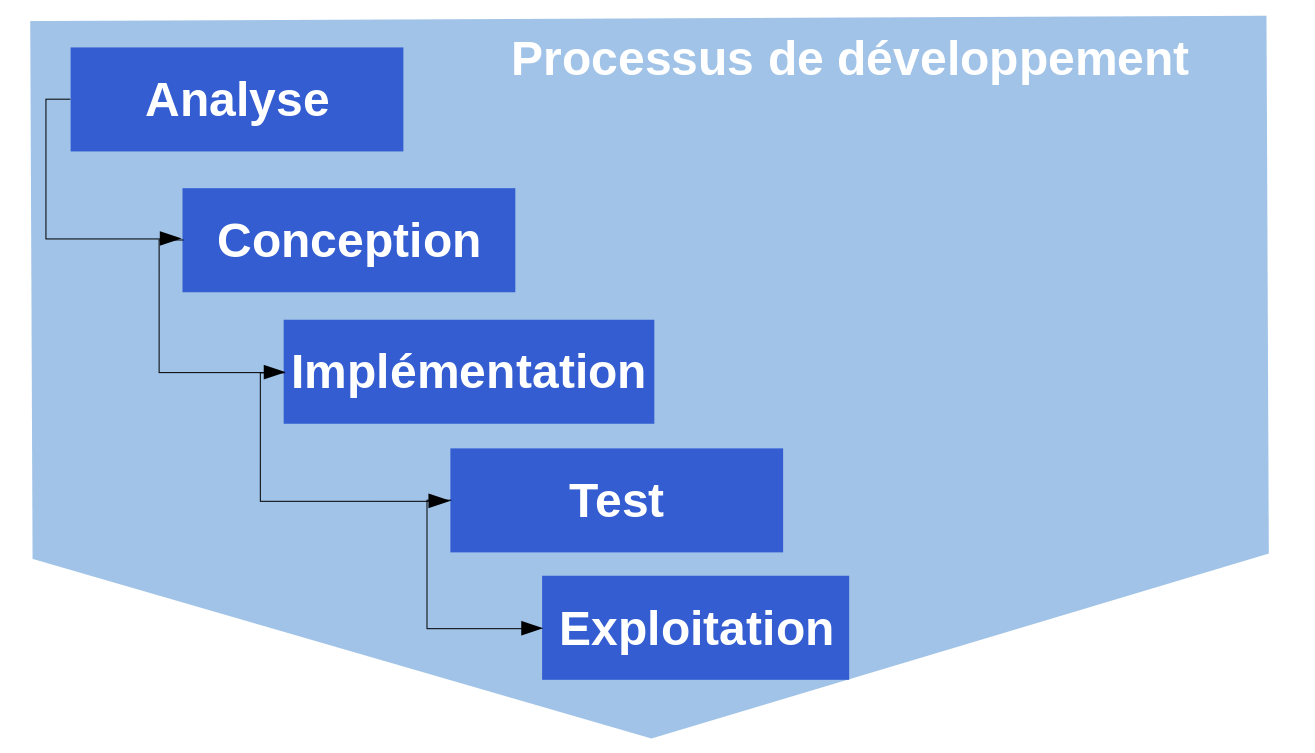 Processus de développement
Analyse
Conception
Implémentation
Test
Exploitation